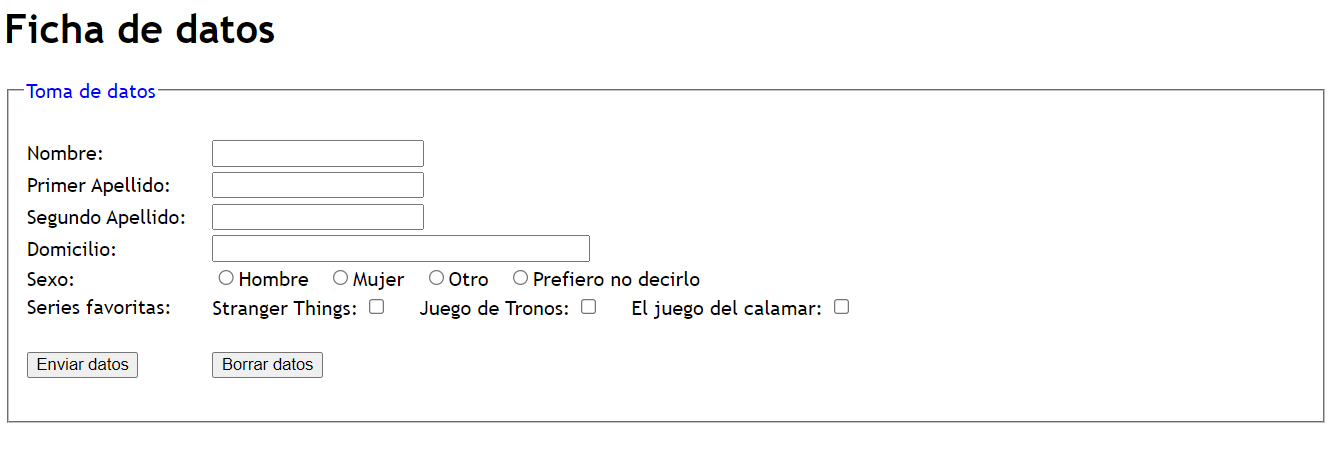 Ficha de datos
Toma de datos
Nombre:
Primer Apellido:
Segundo Apellido:
Domicilio:
Sexo: Hombre Mujer Otro Prefiero no decirlo
Series favoritas: Stranger Things: Juego de Tronos: El juego del calamar:
Enviar datos Borrar datos